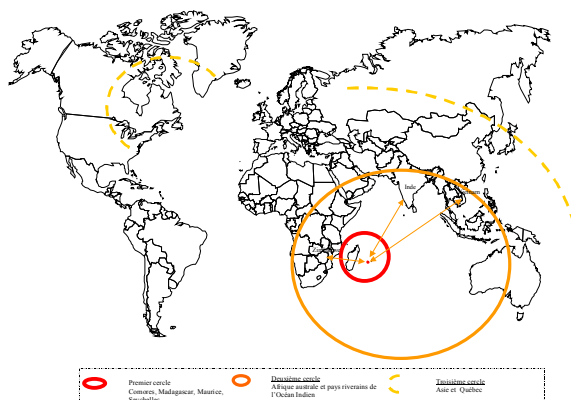 Inde
Premier cercle
Comores, Madagascar, Maurice,
Seychelles
Deuxième cercle
Afrique australe et pays riverains de
l'Océan Indien
Troisième cercle
Asie et Québec